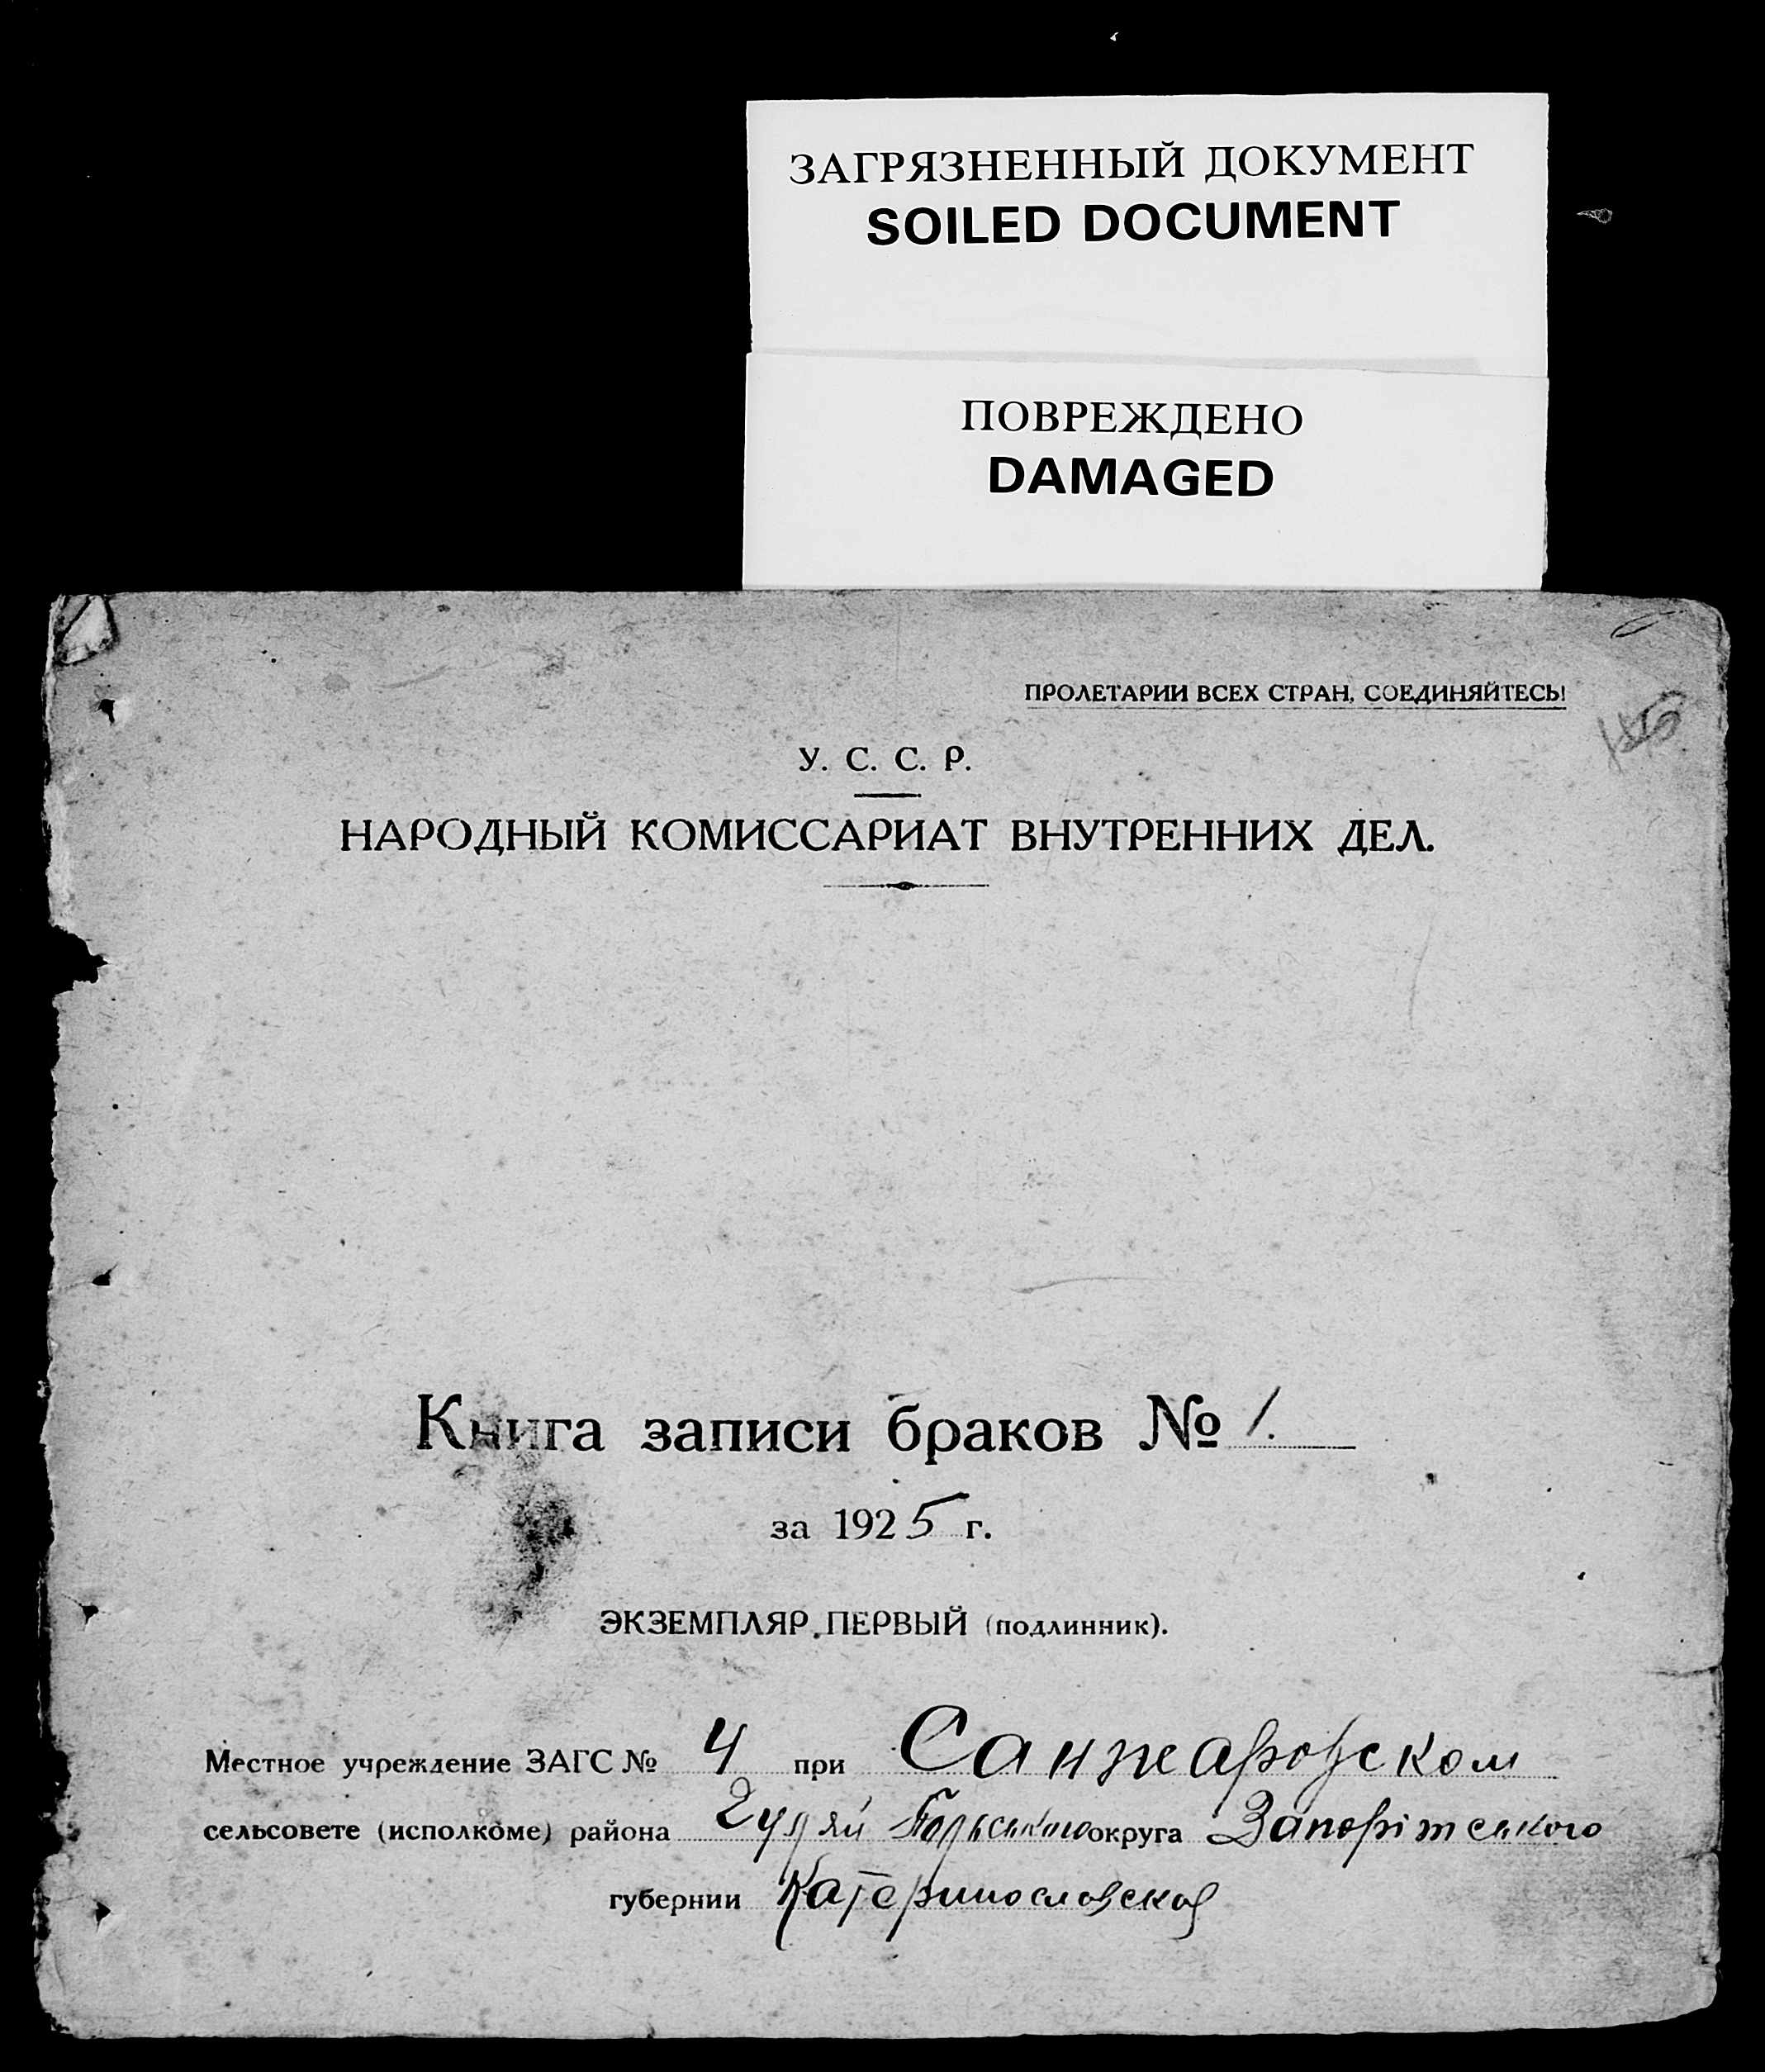 ЗАГРЯЗНЕННЫЙ ДОКУМЕНТ
SOILED DOCUMENT
ПОВРЕЖДЕНО
DAMAGED
ПРОЛЕТАРИИ ВСЕХ СТРАН, СОЕДИНЯЙТЕСЬ!
У. С. С. Р.
НАРОДНЫЙ КОМИССАРИАТ ВНУТРЕННИХ ДЕЛ.
Книга записи браков № 1.
за 1925 г.
ЭКЗЕМПЛЯР ПЕРВЫЙ (подлинник).
Местное учреждение ЗАГС № 4 при Санжаровском
сельсовете (исполкоме) района Гуляй Польського округа Запоріжського
губернии Катеринославской